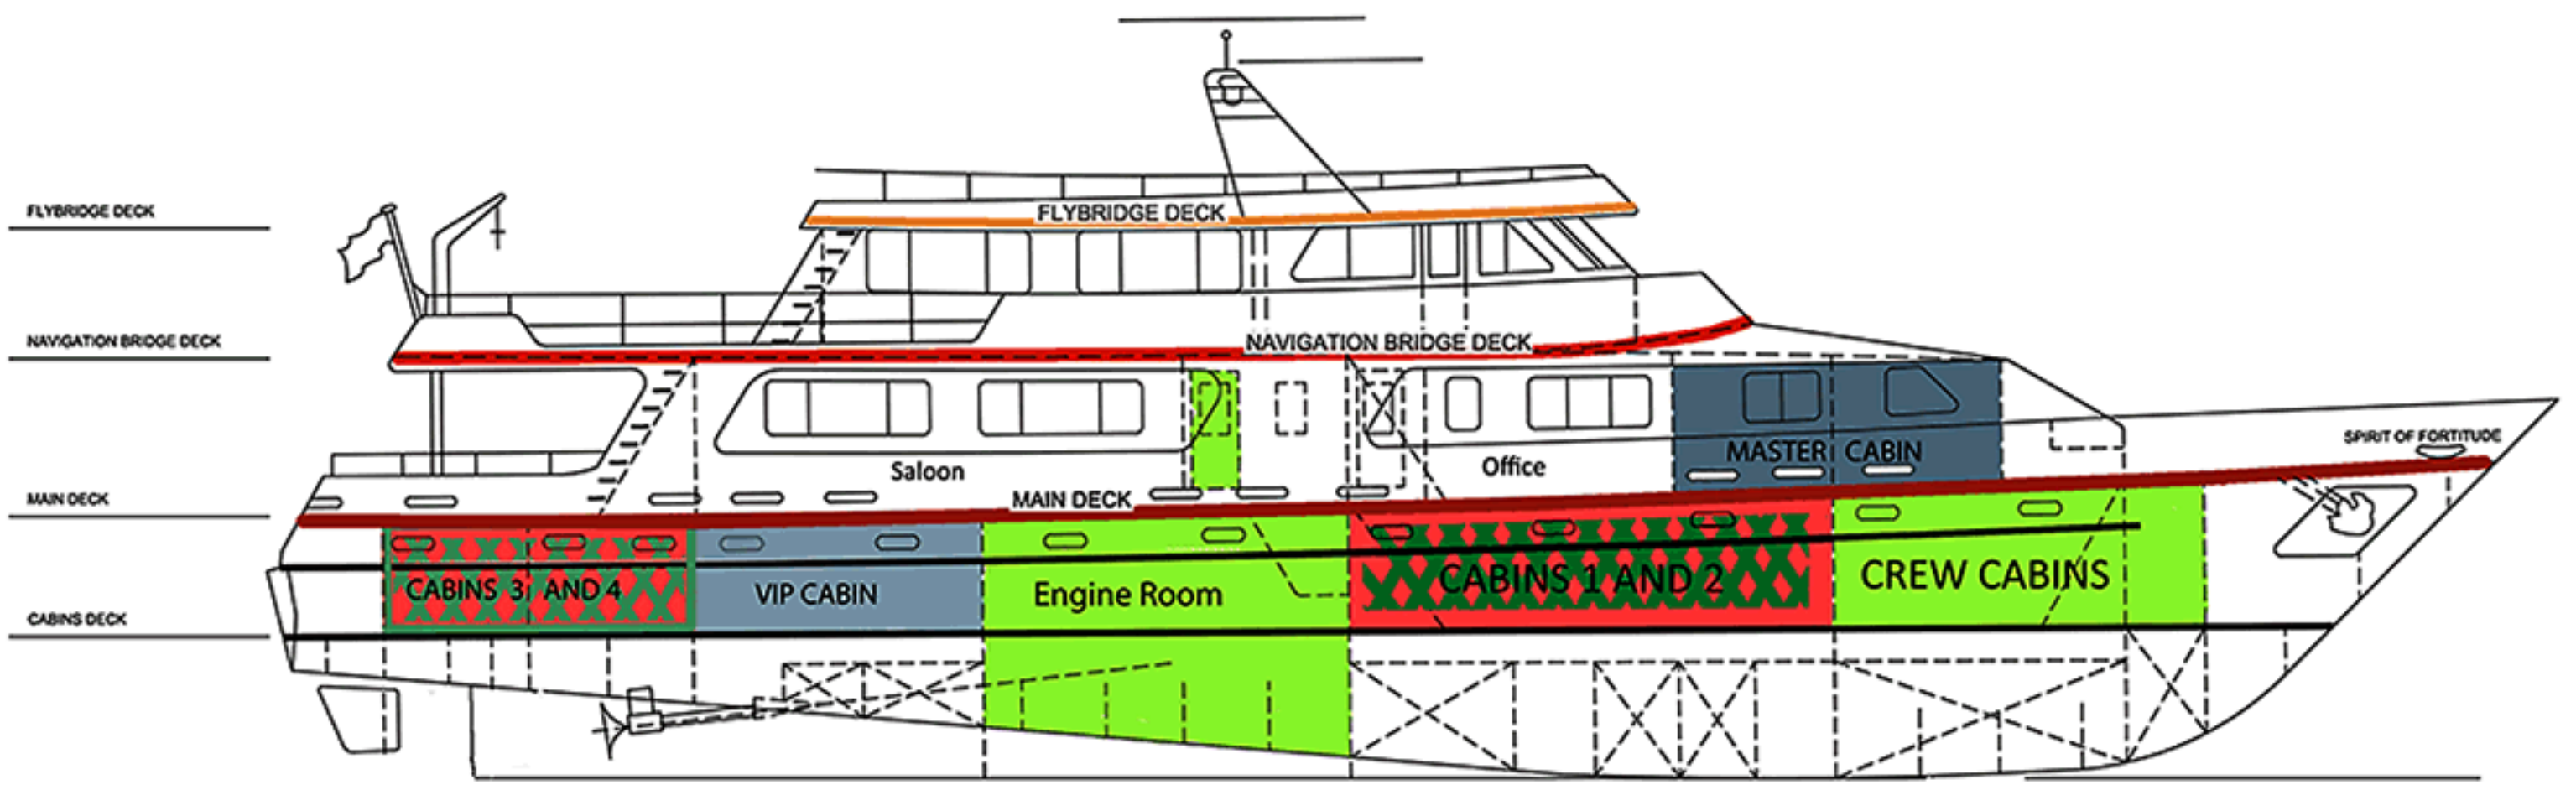 FLYBRIDGE DECK
FLYBRIDGE DECK
NAVIGATION BRIDGE DECK
NAVIGATION BRIDGE DECK
SPIRIT OF FORTITUDE
MASTER CABIN
Saloon
Office
MAIN DECK
MAIN DECK
CABINS 3 AND 4
VIP CABIN
Engine Room
CABINS 1 AND 2
CREW CABINS
CABINS DECK